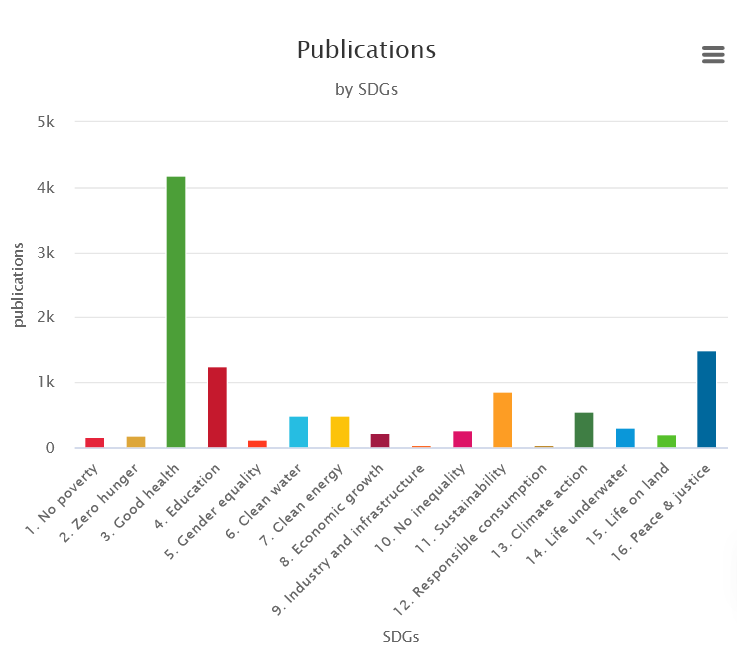 Publications
by SDGs
5k
4k
3k
2k
1k
0
publications
1. No poverty
2. Zero hunger
3. Good health
4. Education
5. Gender equality
6. Clean water
7. Clean energy
8. Economic growth
9. Industry and infrastructure
10. No inequality
11. Sustainability
12. Responsible consumption
13. Climate action
14. Life underwater
15. Life on land
16. Peace & justice
SDGs